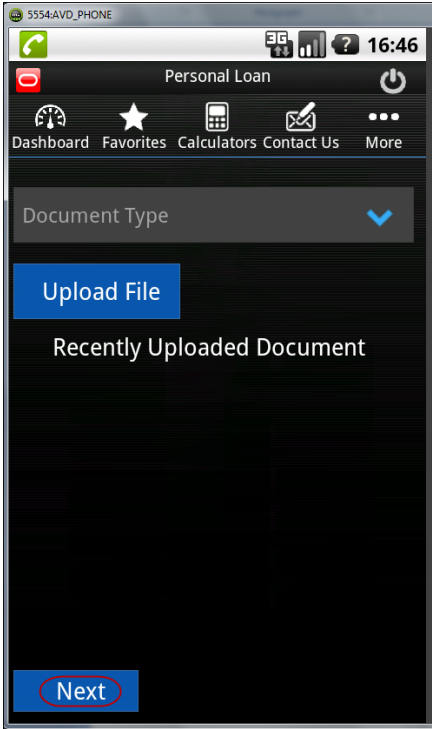 5554:AVD_PHONE
3G ? 16:46
Personal Loan
Dashboard Favorites Calculators Contact Us More
Document Type
Upload File
Recently Uploaded Document
Next